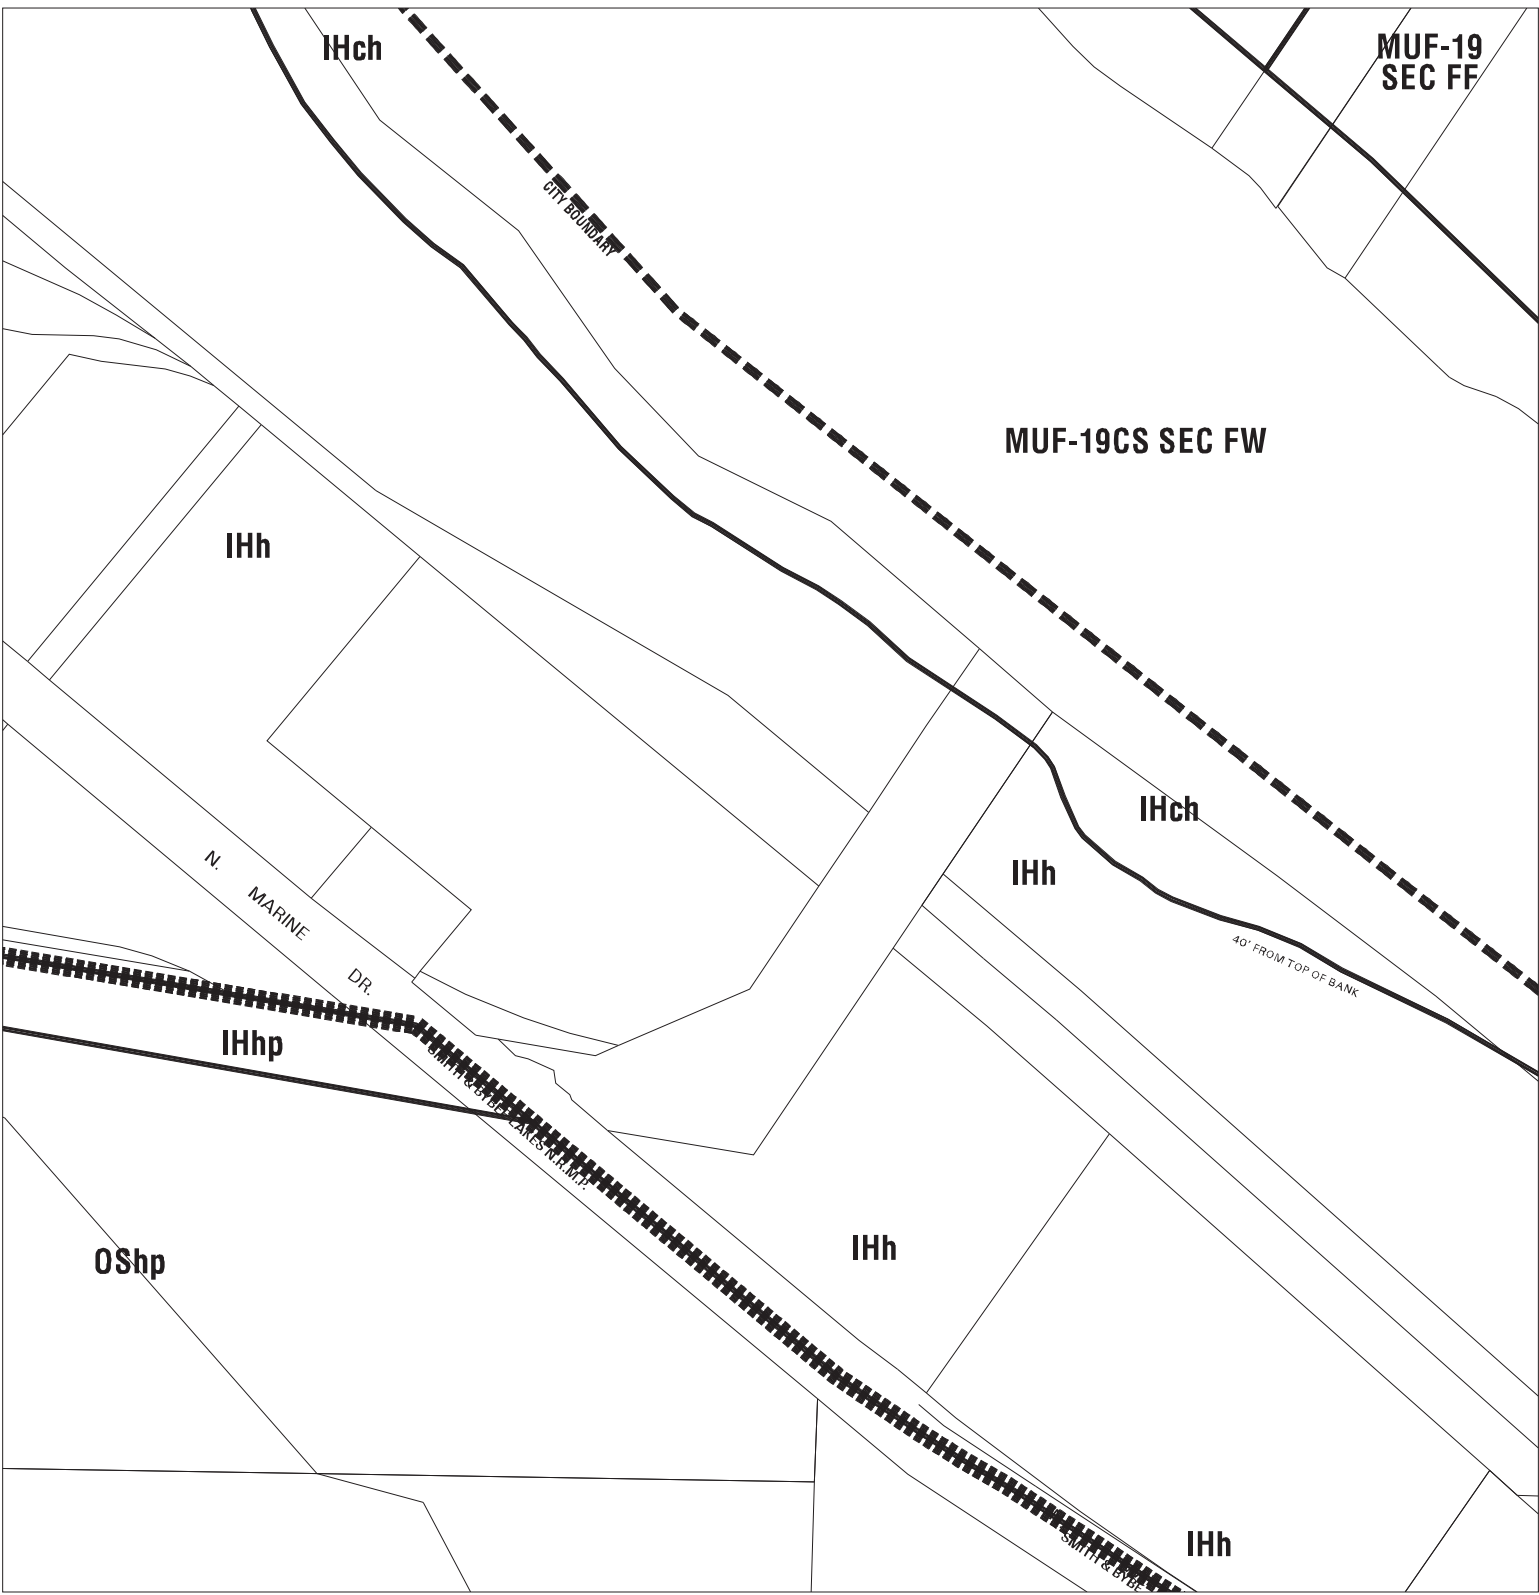 IHch
MUF-19
SEC FF
CITY BOUNDARY
MUF-19CS SEC FW
IHh
IHch
IHh
N. MARINE DR.
40' FROM TOP OF BANK
IHhp
SMITH & BYBEE LAKES N.R.M.P.
IHh
OShp
IHh
SMITH & BYBE